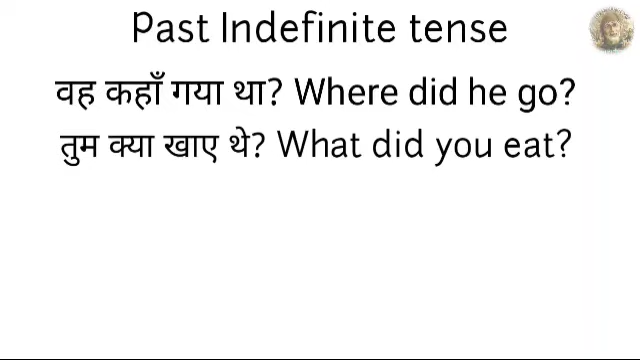 Past Indefinite tense
वह कहाँ गया था? Where did he go?
तुम क्या खाए थे? What did you eat?